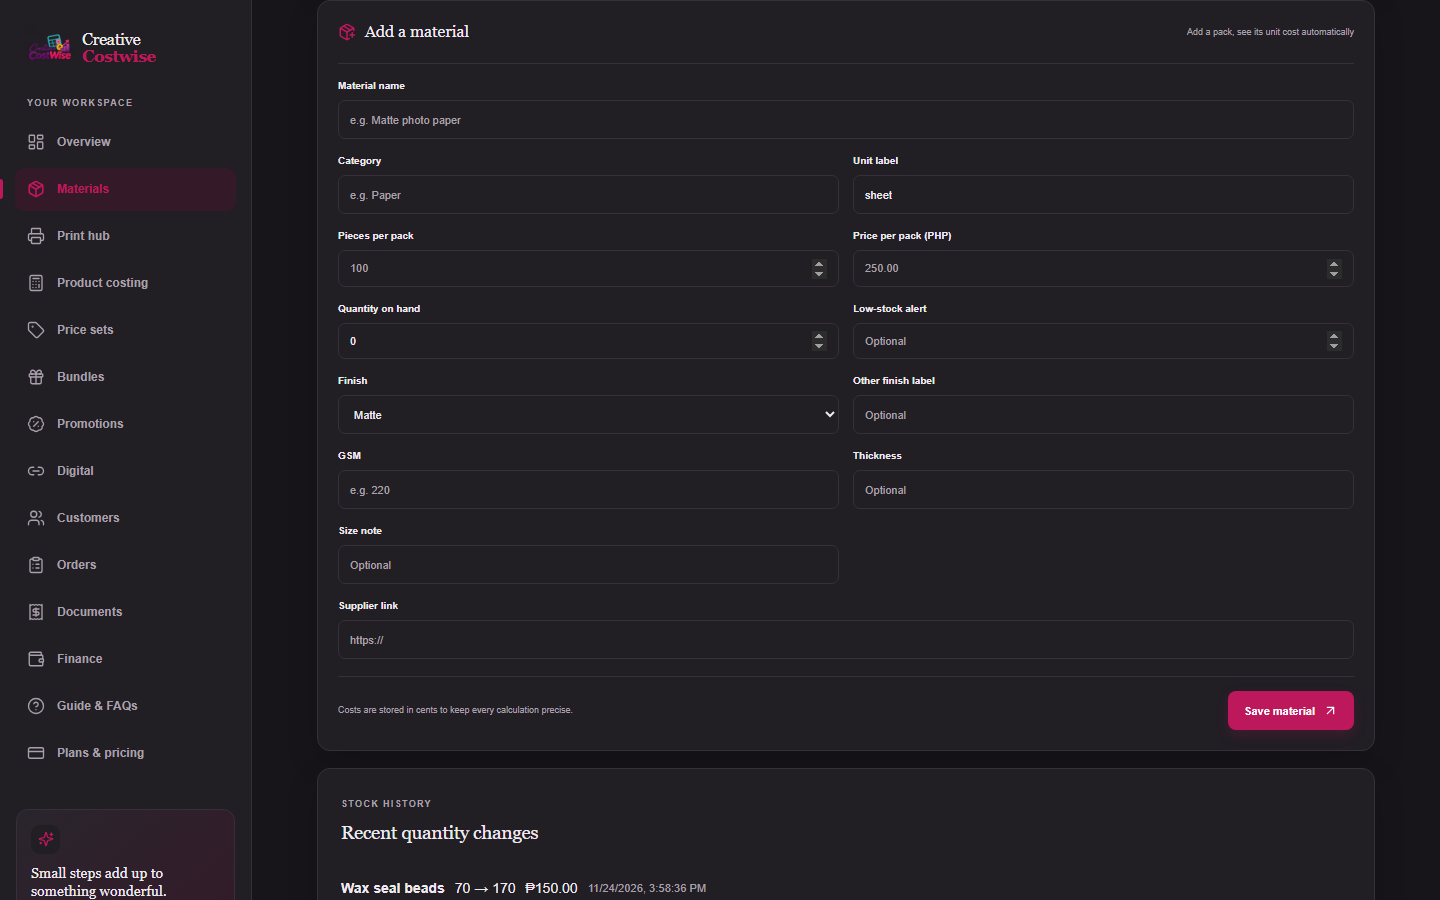 Creative
Costwise
YOUR WORKSPACE
Overview
Materials
Print hub
Product costing
Price sets
Bundles
Promotions
Digital
Customers
Orders
Documents
Finance
Guide & FAQs
Plans & pricing
Small steps add up to
something wonderful.
Add a material
Add a pack, see its unit cost automatically
Material name
e.g. Matte photo paper
Category
Unit label
e.g. Paper
sheet
Pieces per pack
Price per pack (PHP)
100
250.00
Quantity on hand
Low-stock alert
0
Optional
Finish
Other finish label
Matte
Optional
GSM
Thickness
e.g. 220
Optional
Size note
Optional
Supplier link
https://
Costs are stored in cents to keep every calculation precise.
Save material
STOCK HISTORY
Recent quantity changes
Wax seal beads 70 → 170 ₱150.00 11/24/2026, 3:58:36 PM